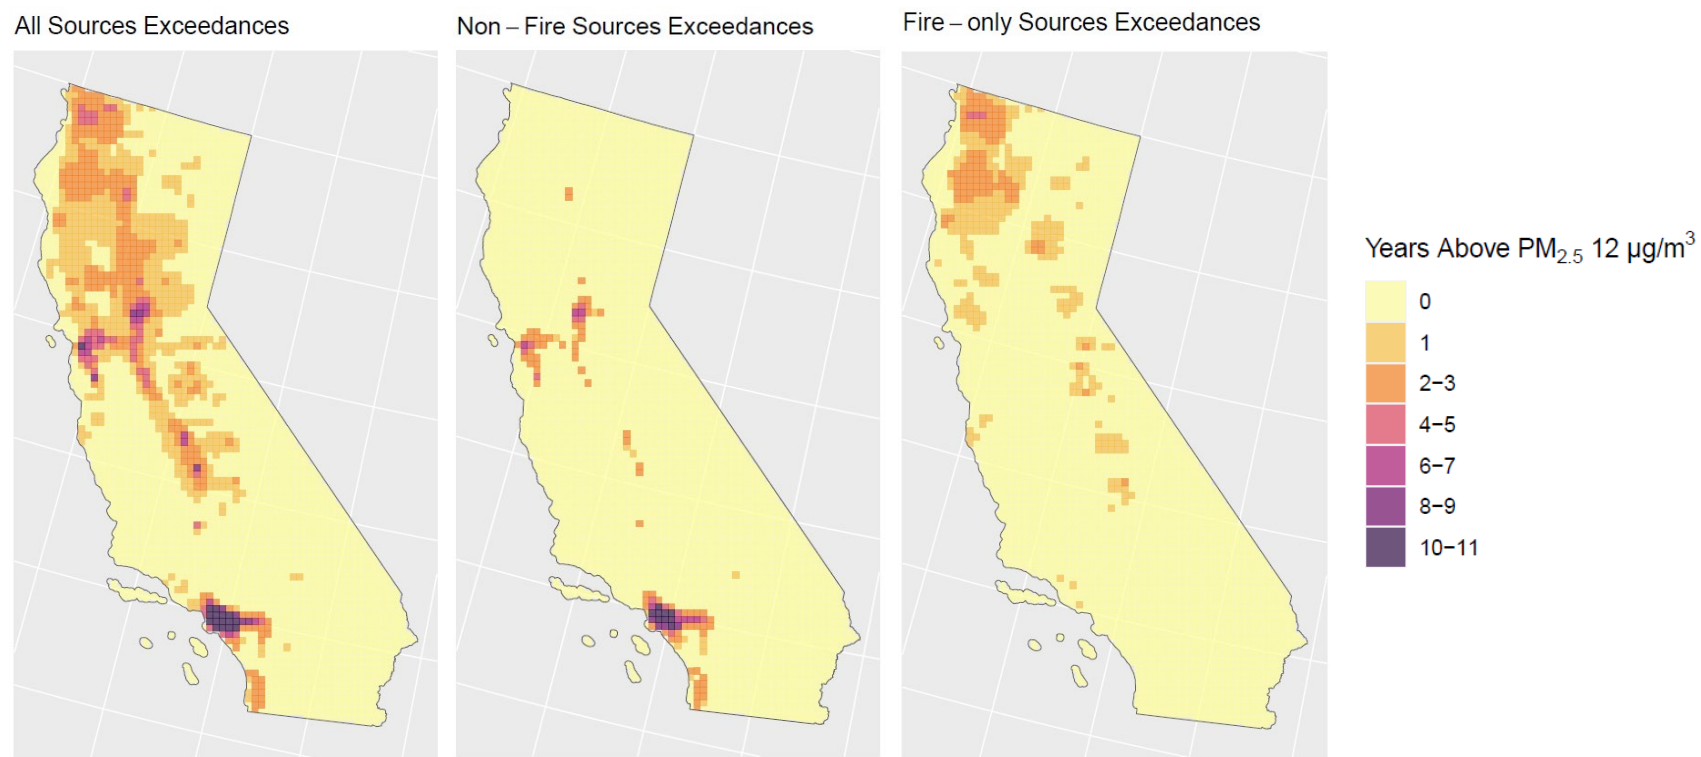 All Sources Exceedances
Non – Fire Sources Exceedances
Fire – only Sources Exceedances
Years Above PM₂.₅ 12 µg/m³
0
1
2−3
4−5
6−7
8−9
10−11